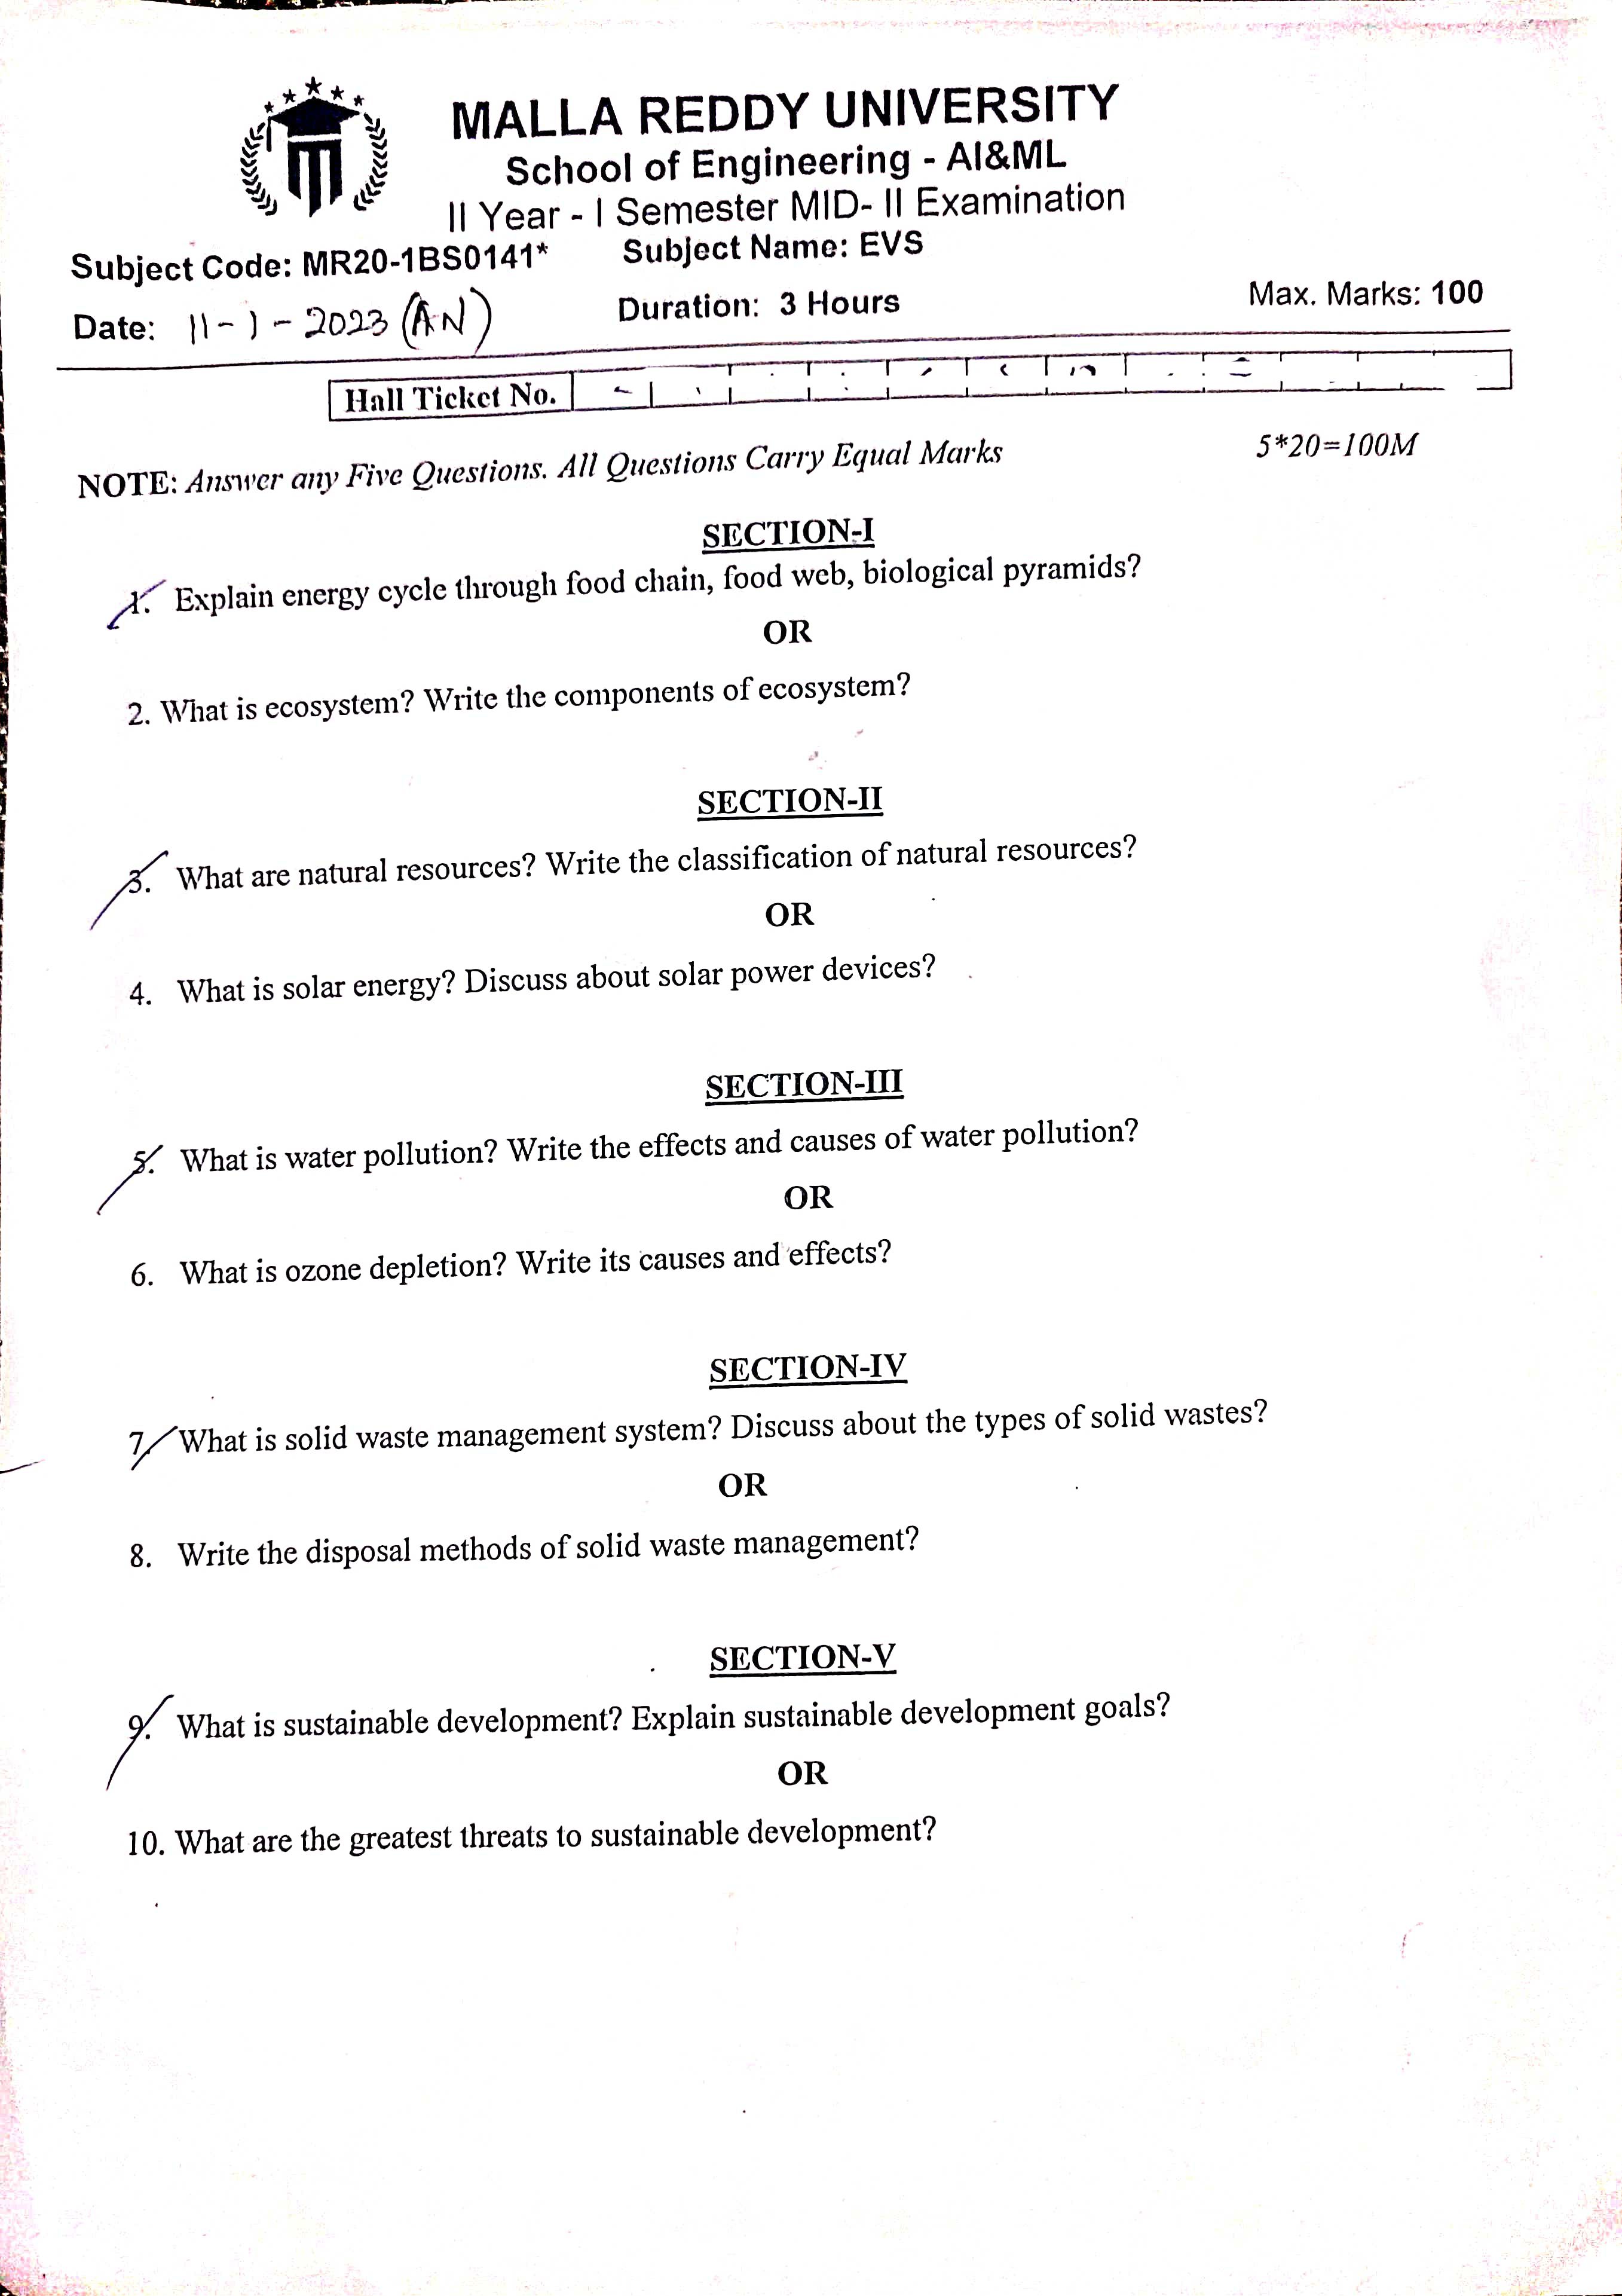 MALLA REDDY UNIVERSITY
School of Engineering - AI&ML
II Year - I Semester MID- II Examination
Subject Code: MR20-1BS0141* Subject Name: EVS
Date: 11-1-2023 (AN) Duration: 3 Hours Max. Marks: 100
Hall Ticket No.
NOTE: Answer any Five Questions. All Questions Carry Equal Marks 5*20=100M
SECTION-I
1. Explain energy cycle through food chain, food web, biological pyramids?
OR
2. What is ecosystem? Write the components of ecosystem?
SECTION-II
3. What are natural resources? Write the classification of natural resources?
OR
4. What is solar energy? Discuss about solar power devices?
SECTION-III
5. What is water pollution? Write the effects and causes of water pollution?
OR
6. What is ozone depletion? Write its causes and effects?
SECTION-IV
7. What is solid waste management system? Discuss about the types of solid wastes?
OR
8. Write the disposal methods of solid waste management?
SECTION-V
9. What is sustainable development? Explain sustainable development goals?
OR
10. What are the greatest threats to sustainable development?